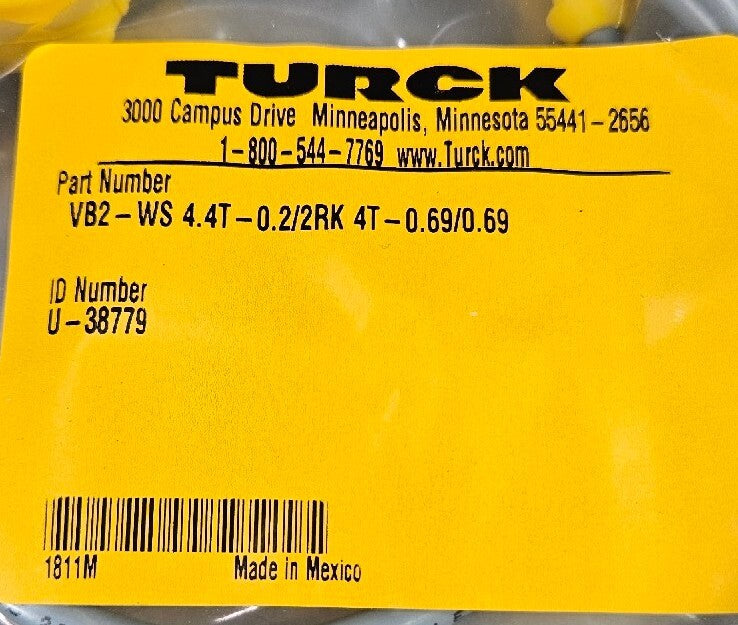 TURCK
3000 Campus Drive Minneapolis, Minnesota 55441-2656
1-800-544-7769 www.Turck.com
Part Number
VB2-WS 4.4T-0.2/2RK 4T-0.69/0.69
ID Number
U-38779
1811M Made in Mexico